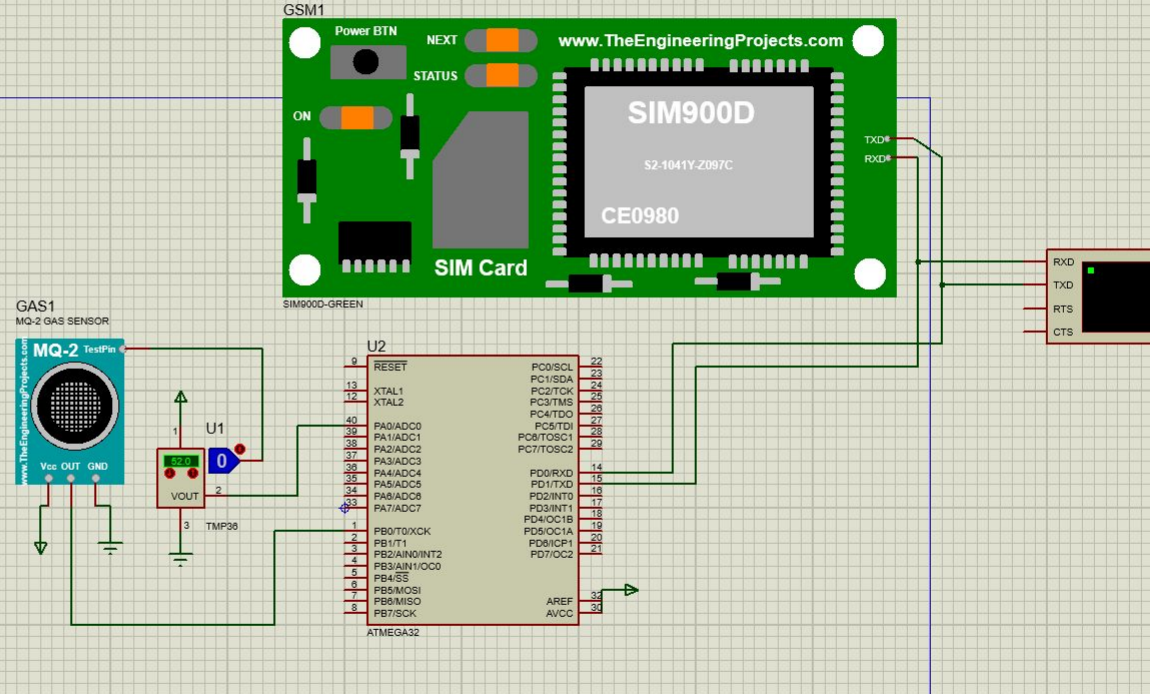 GSM1
Power BTN
NEXT
www.TheEngineeringProjects.com
STATUS
ON
SIM900D
S2-1041Y-Z097C
CE0980
SIM Card
TXD
RXD
SIM900D-GREEN
RXD
TXD
RTS
CTS
GAS1
MQ-2 GAS SENSOR
MQ-2 TestPin
www.TheEngineeringProjects.com
Vcc OUT GND
U1
1
52.0
0
VOUT
2
3
TMP36
U2
9 RESET PC0/SCL 22
PC1/SDA 23
13 XTAL1 PC2/TCK 24
12 XTAL2 PC3/TMS 25
PC4/TDO 26
40 PA0/ADC0 PC5/TDI 27
39 PA1/ADC1 PC6/TOSC1 28
38 PA2/ADC2 PC7/TOSC2 29
37 PA3/ADC3
36 PA4/ADC4 PD0/RXD 14
35 PA5/ADC5 PD1/TXD 15
34 PA6/ADC6 PD2/INT0 16
33 PA7/ADC7 PD3/INT1 17
PD4/OC1B 18
1 PB0/T0/XCK PD5/OC1A 19
2 PB1/T1 PD6/ICP1 20
3 PB2/AIN0/INT2 PD7/OC2 21
4 PB3/AIN1/OC0
5 PB4/SS
6 PB5/MOSI
7 PB6/MISO AREF 32
8 PB7/SCK AVCC 30
ATMEGA32